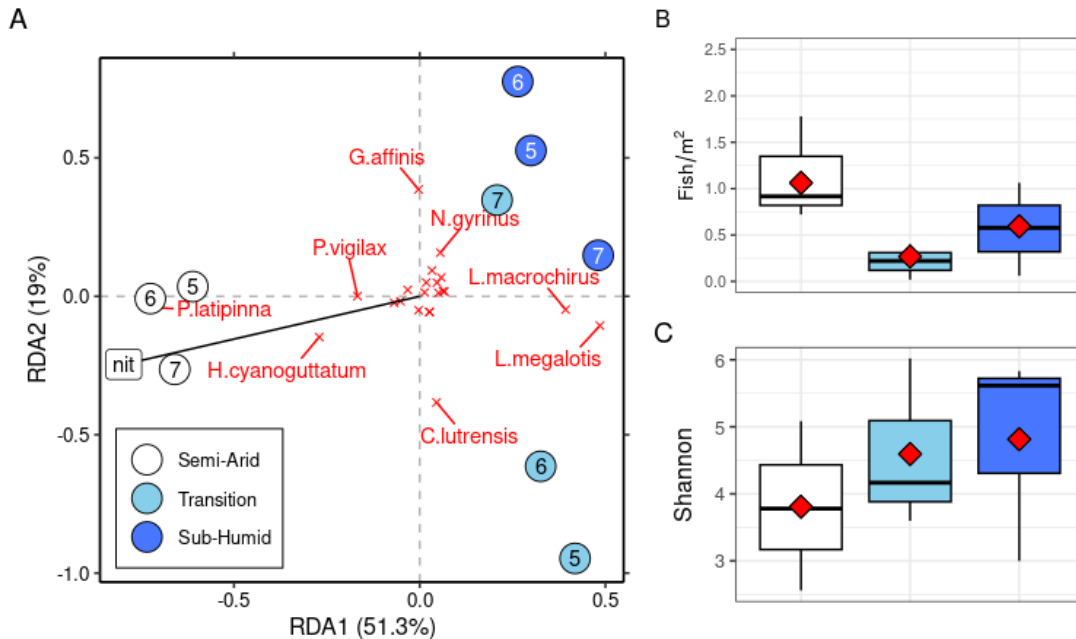 A
RDA2 (19%)
0.5
0.0
-0.5
-1.0
6
5
7
7
G.affinis
N.gyrinus
P.vigilax
L.macrochirus
5
6
P.latipinna
nit
7
H.cyanoguttatum
L.megalotis
C.lutrensis
6
5
Semi-Arid
Transition
Sub-Humid
-0.5
0.0
0.5
RDA1 (51.3%)
B
Fish/m²
2.5
2.0
1.5
1.0
0.5
0.0
C
Shannon
6
5
4
3